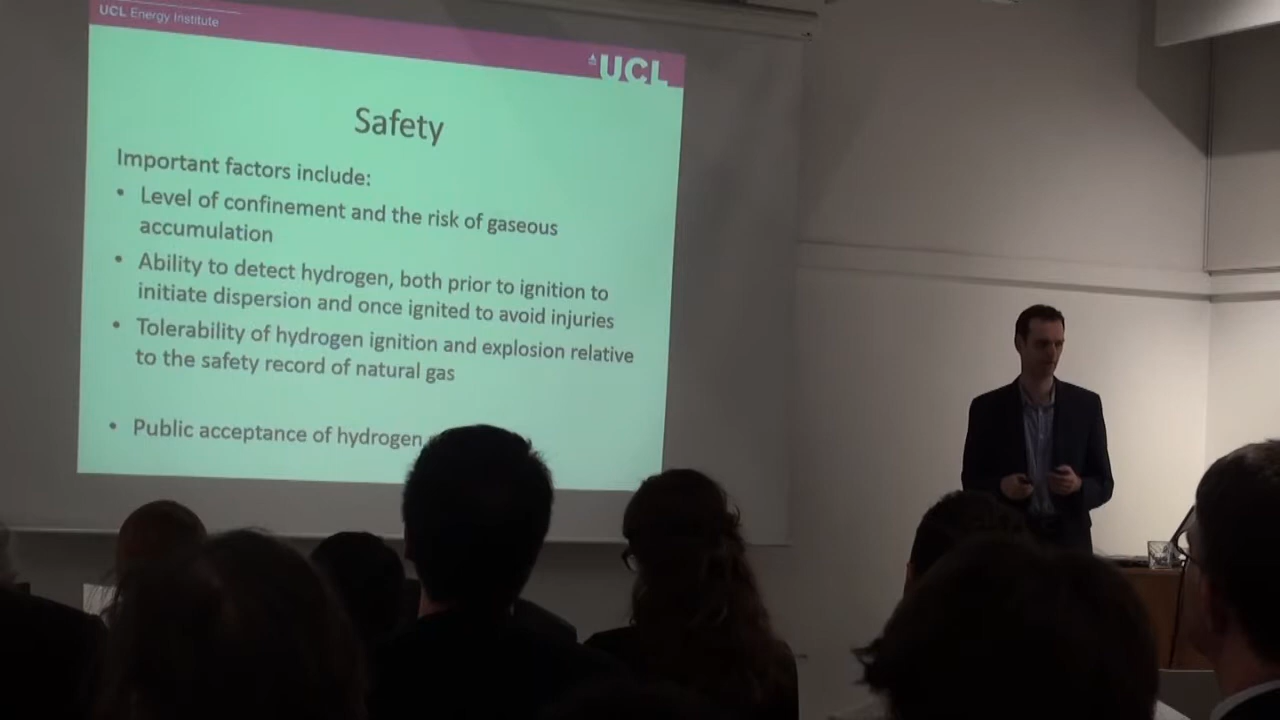 UCL Energy Institute
UCL
Safety
Important factors include:
• Level of confinement and the risk of gaseous
accumulation
• Ability to detect hydrogen, both prior to ignition to
initiate dispersion and once ignited to avoid injuries
• Tolerability of hydrogen ignition and explosion relative
to the safety record of natural gas
• Public acceptance of hydrogen